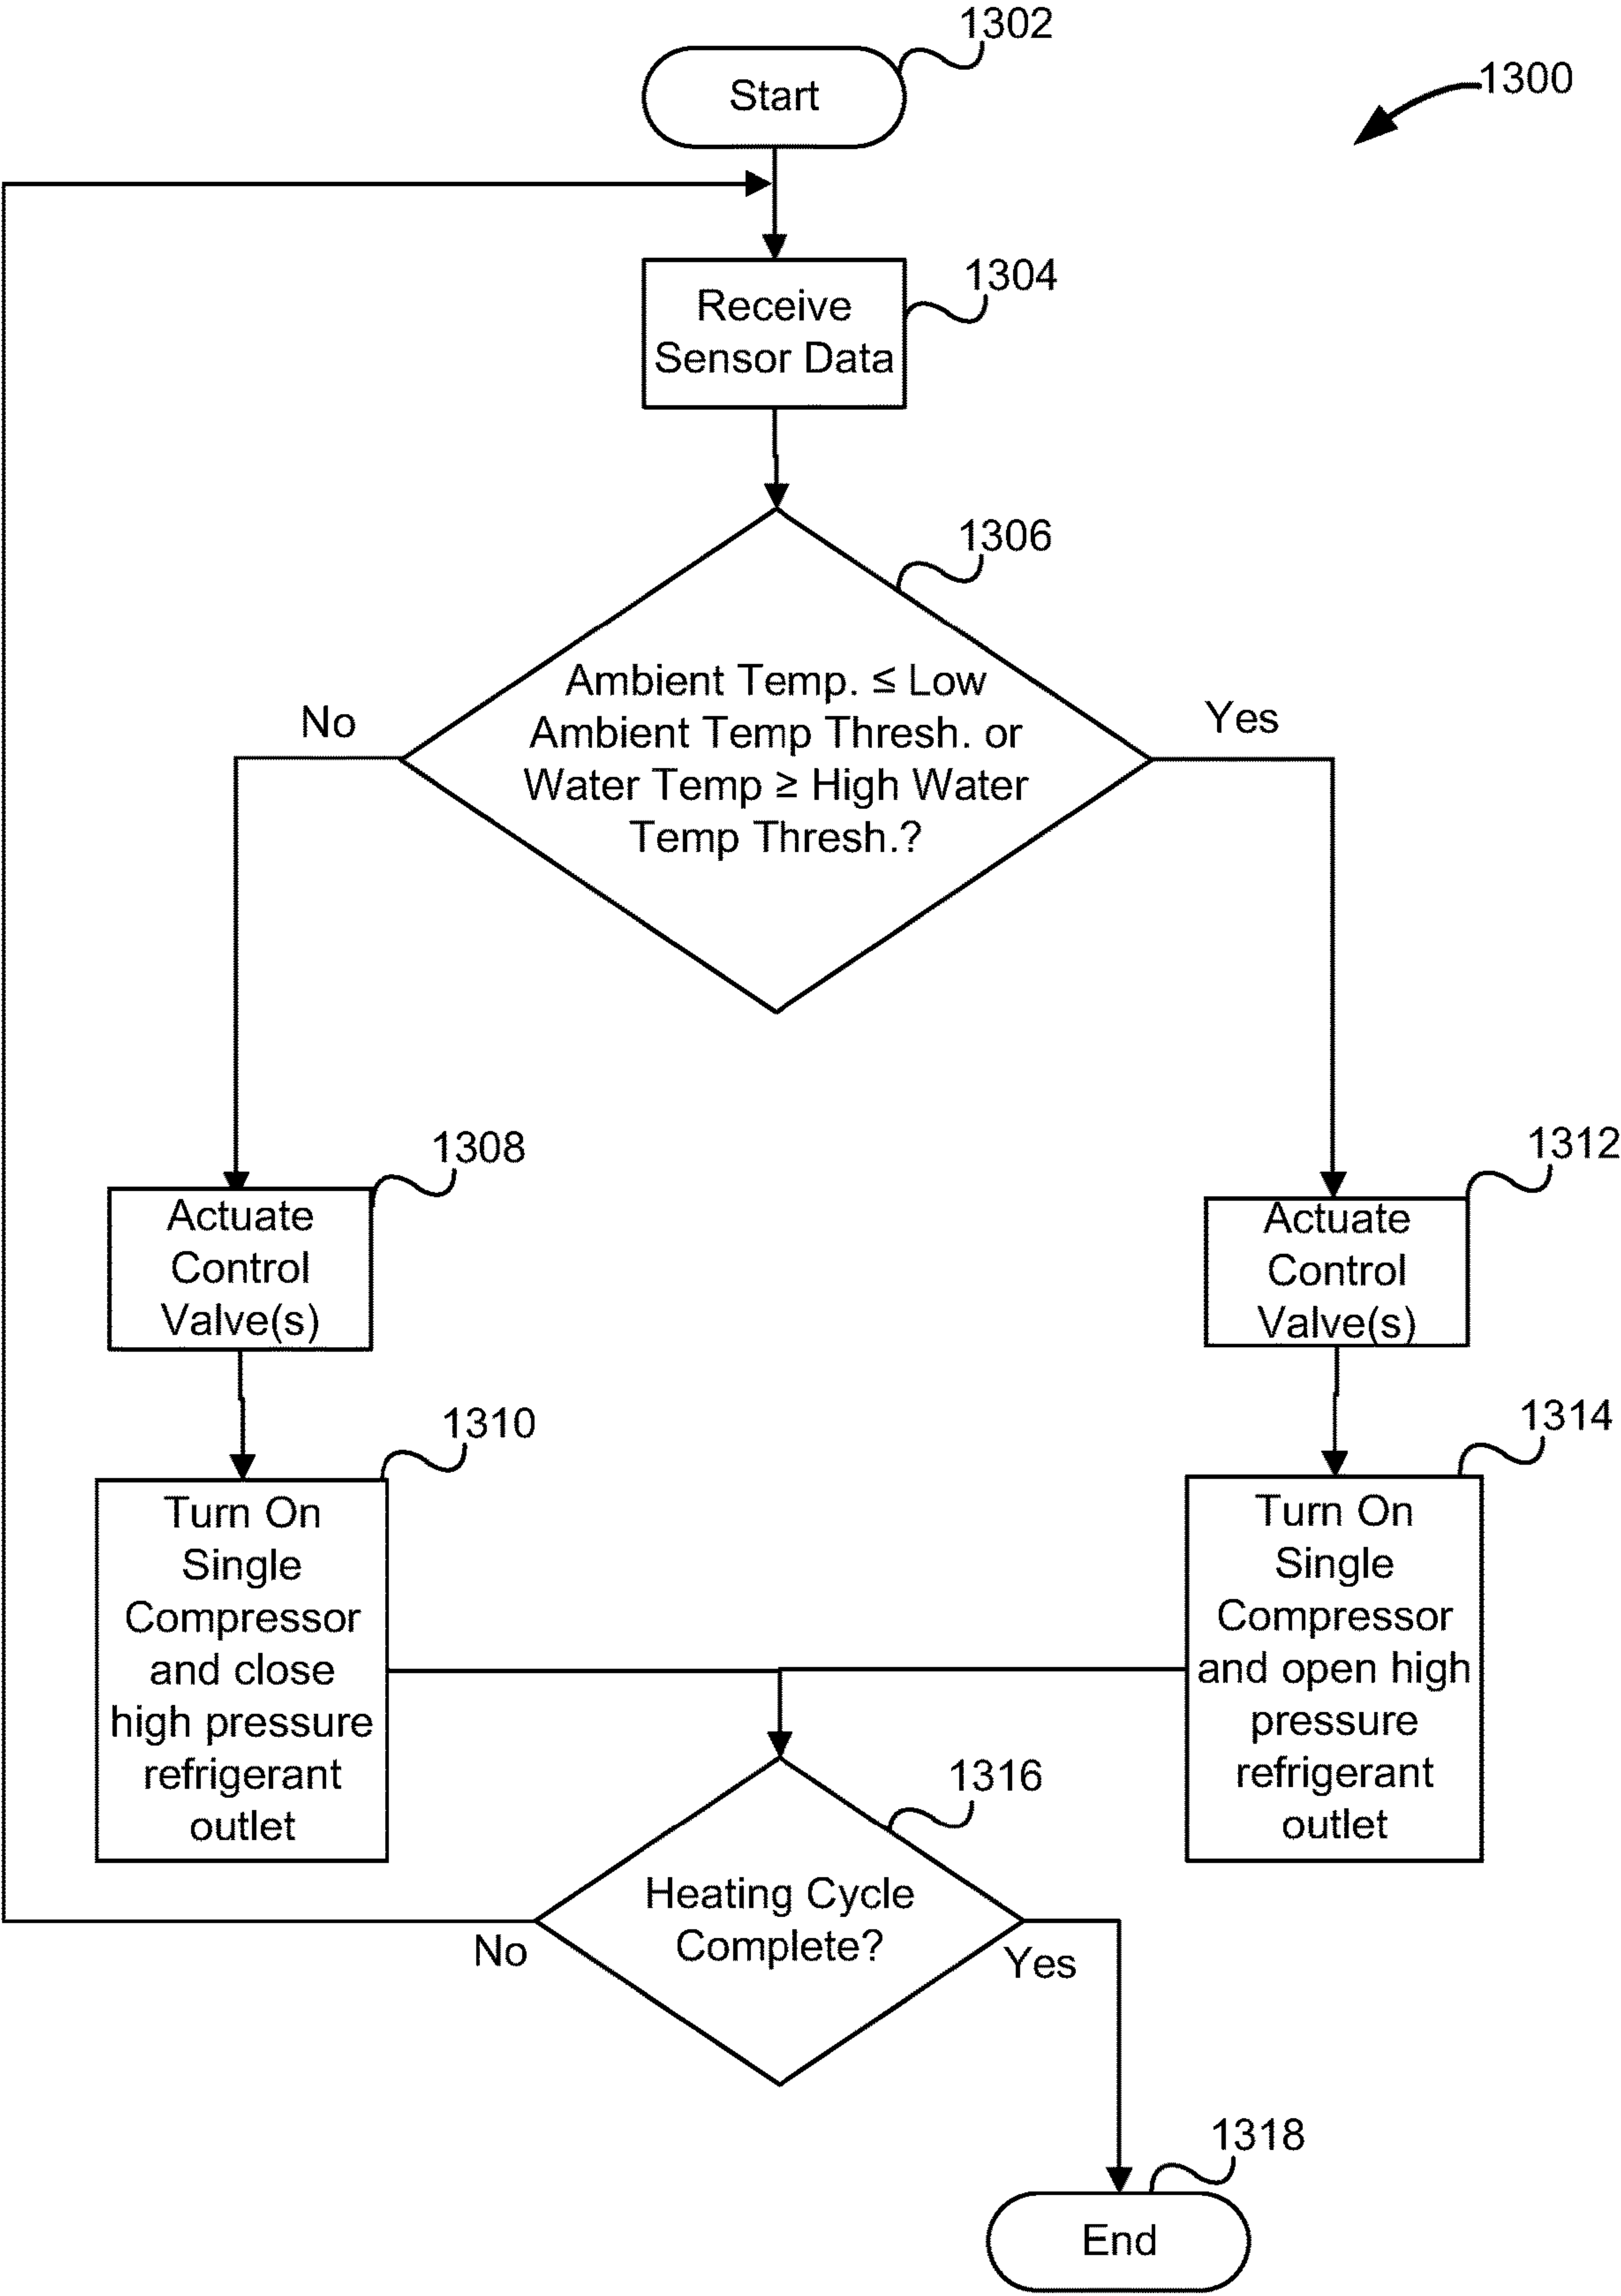 1302
Start
1300
1304
Receive
Sensor Data
1306
Ambient Temp. ≤ Low
Ambient Temp Thresh. or
Water Temp ≥ High Water
Temp Thresh.?
No
Yes
1308
Actuate
Control
Valve(s)
1312
Actuate
Control
Valve(s)
1310
Turn On
Single
Compressor
and close
high pressure
refrigerant
outlet
1314
Turn On
Single
Compressor
and open high
pressure
refrigerant
outlet
1316
Heating Cycle
Complete?
No
Yes
1318
End